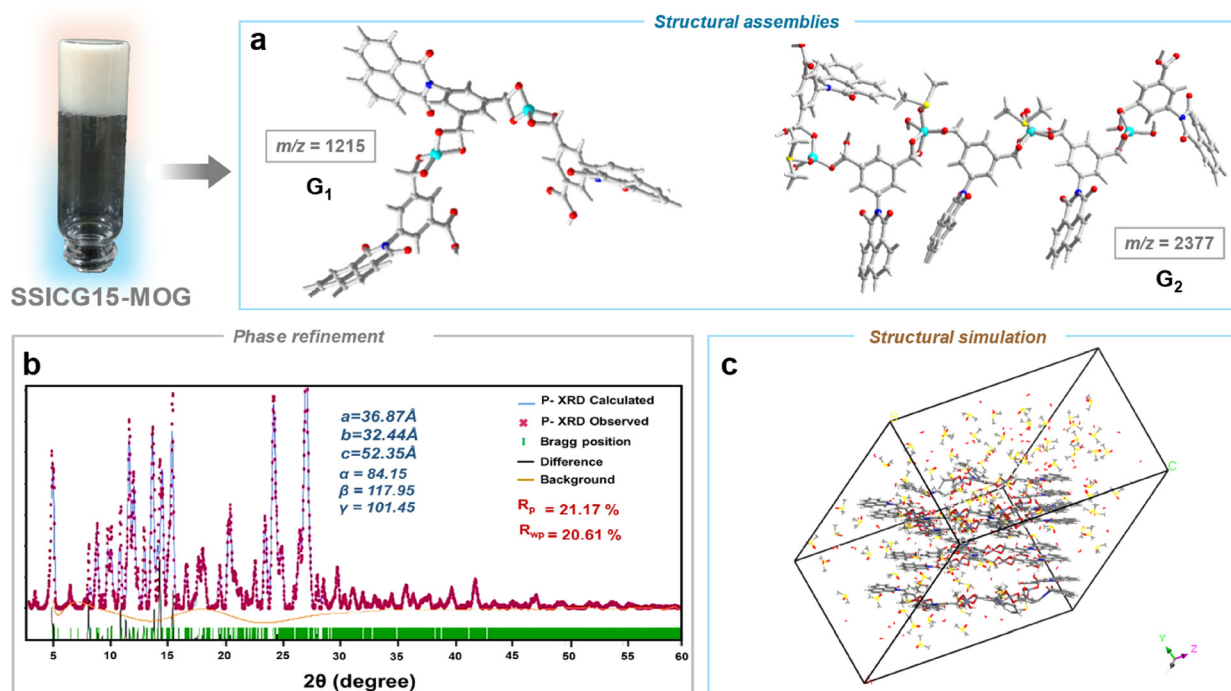 Structural assemblies
a
m/z = 1215
G1
m/z = 2377
G2
SSICG15-MOG
Phase refinement
b
a=36.87Å
b=32.44Å
c=52.35Å
α = 84.15
β = 117.95
γ = 101.45
Rp = 21.17 %
Rwp = 20.61 %
P- XRD Calculated
P- XRD Observed
Bragg position
Difference
Background
5 10 15 20 25 30 35 40 45 50 55 60
2θ (degree)
Structural simulation
c
B
C
A
Y
Z